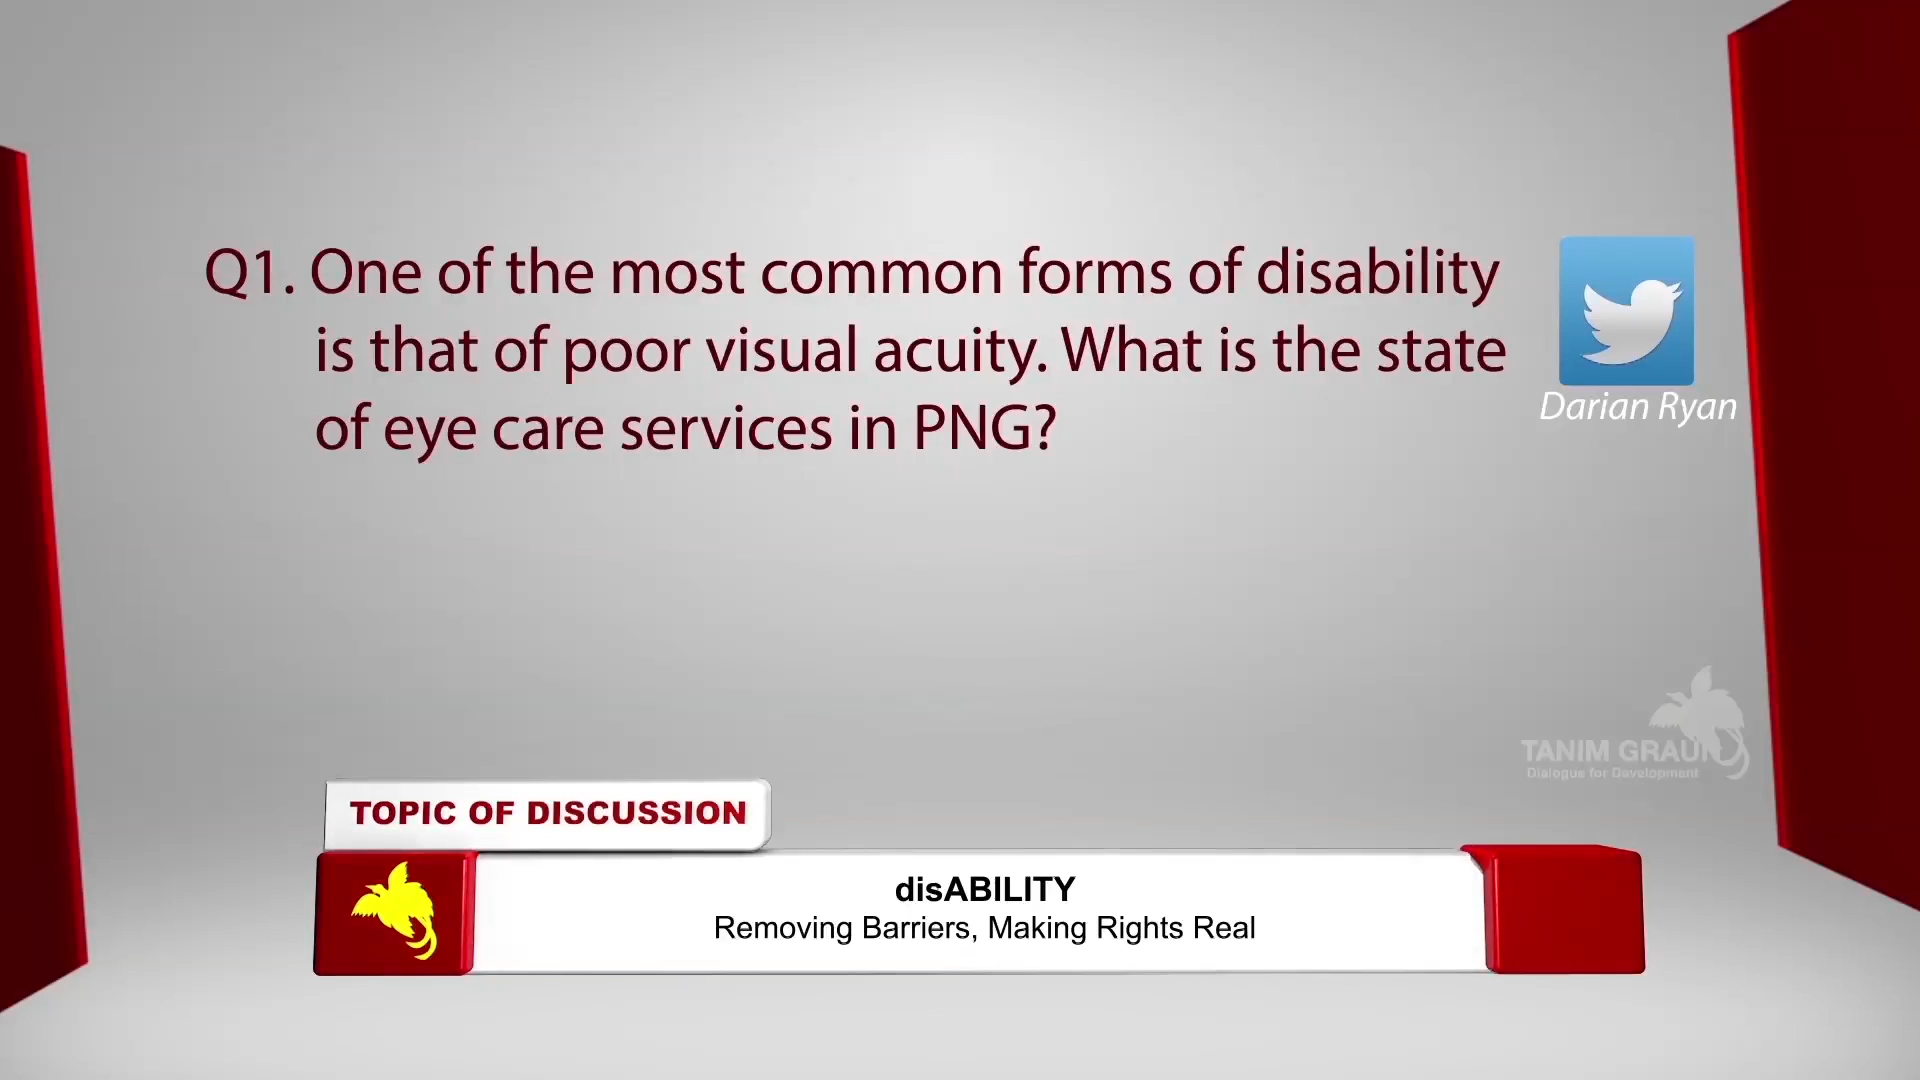 Q1. One of the most common forms of disability
is that of poor visual acuity. What is the state
of eye care services in PNG?
Darian Ryan
TANIM GRAUN
Dialogue for Development
TOPIC OF DISCUSSION
disABILITY
Removing Barriers, Making Rights Real